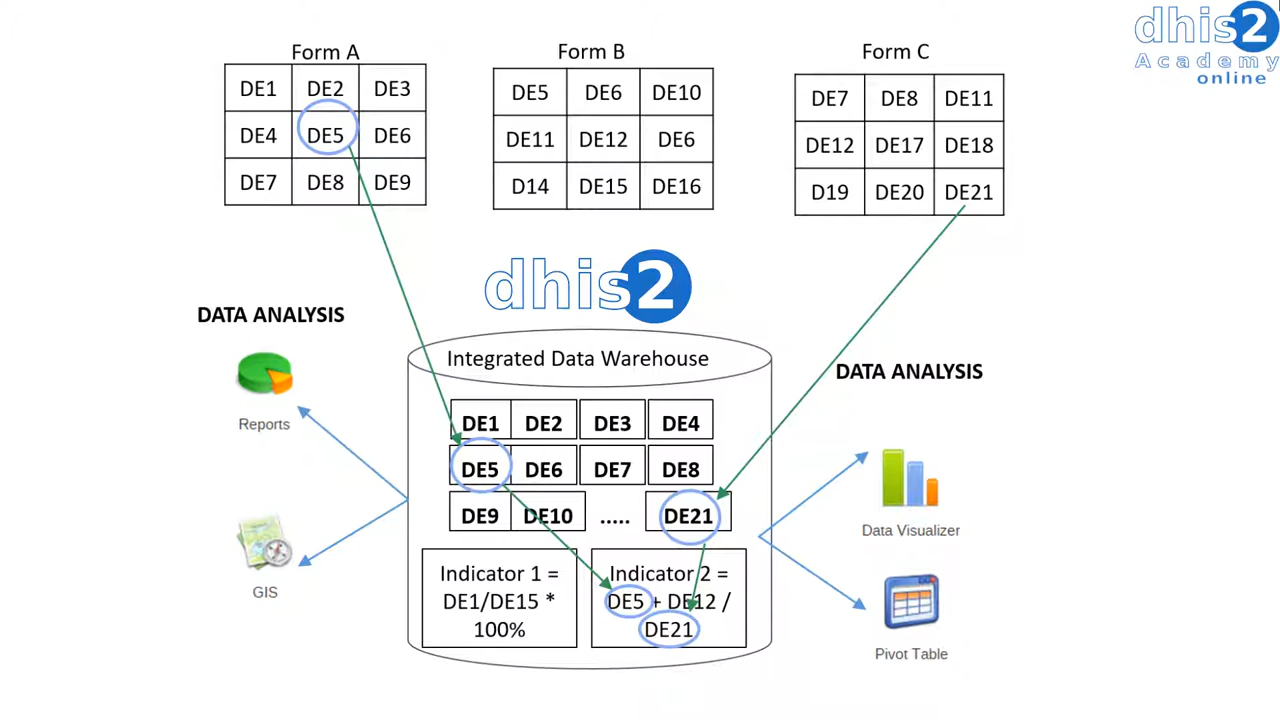 dhis2
Academy
online
Form A
DE1 DE2 DE3
DE4 DE5 DE6
DE7 DE8 DE9
Form B
DE5 DE6 DE10
DE11 DE12 DE6
D14 DE15 DE16
Form C
DE7 DE8 DE11
DE12 DE17 DE18
D19 DE20 DE21
dhis2
DATA ANALYSIS
Reports
GIS
Integrated Data Warehouse
DE1 DE2 DE3 DE4
DE5 DE6 DE7 DE8
DE9 DE10 ..... DE21
Indicator 1 =
DE1/DE15 *
100%
Indicator 2 =
DE5 + DE12 /
DE21
DATA ANALYSIS
Data Visualizer
Pivot Table